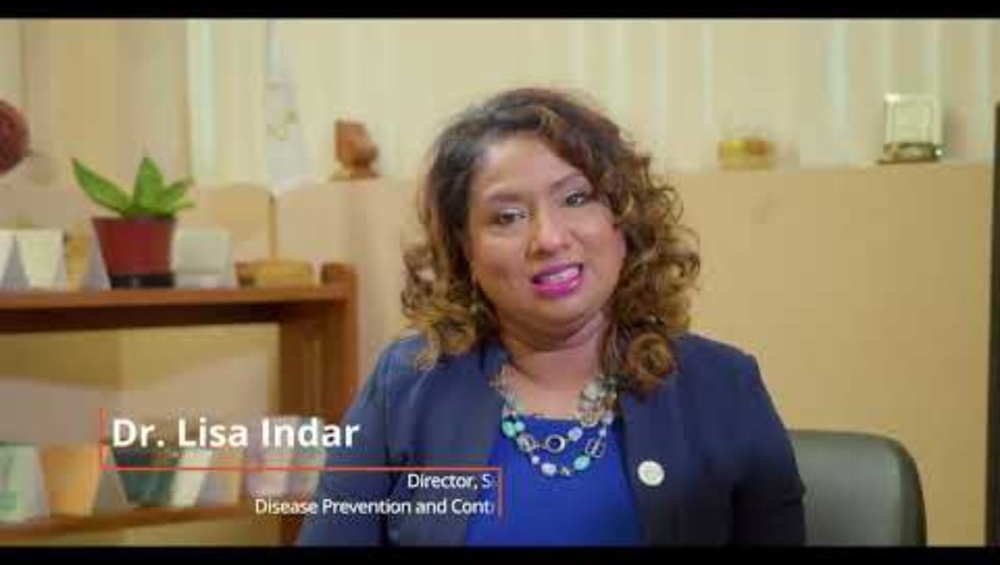 Dr. Lisa Indar
Director, S
Disease Prevention and Cont